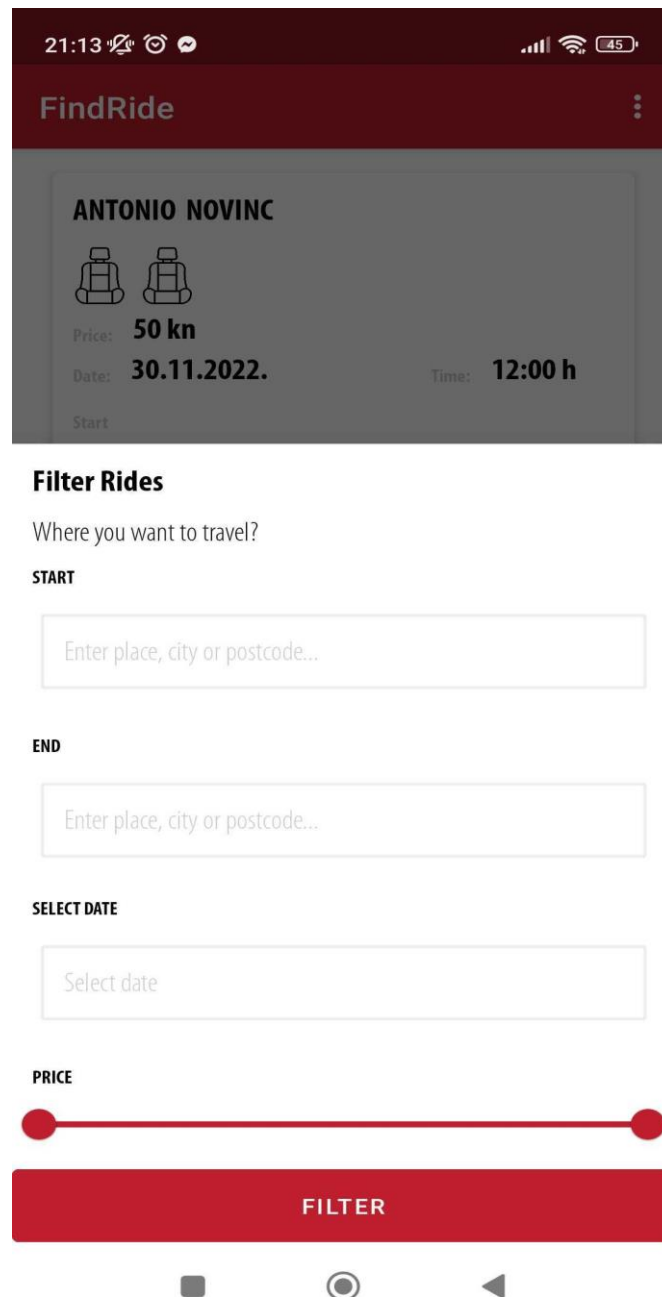 21:13
45
FindRide
ANTONIO NOVINC
Price: 50 kn
Date: 30.11.2022. Time: 12:00 h
Start
Filter Rides
Where you want to travel?
START
Enter place, city or postcode...
END
Enter place, city or postcode...
SELECT DATE
Select date
PRICE
FILTER